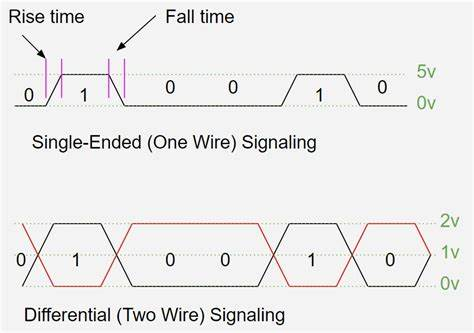 Rise time
Fall time
0 1 0 0 1 0
5v
0v
Single-Ended (One Wire) Signaling
2v
0 1 0 0 1 0
1v
0v
Differential (Two Wire) Signaling